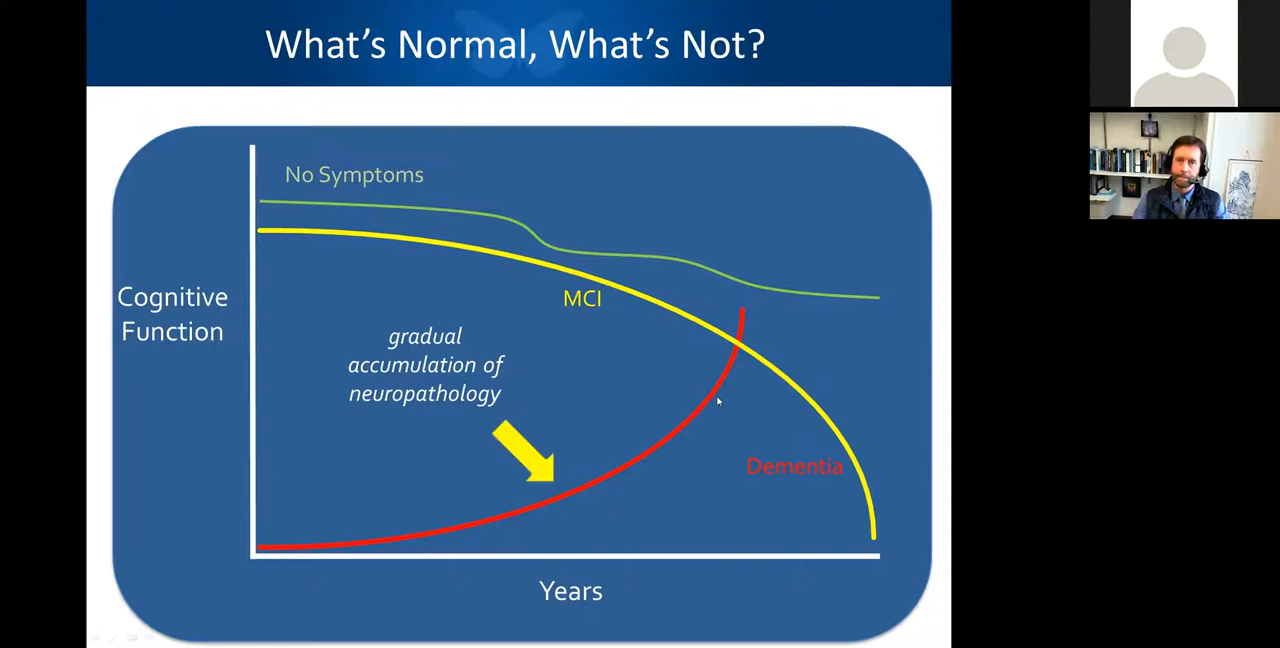 What's Normal, What's Not?
No Symptoms
Cognitive
Function
MCI
gradual
accumulation of
neuropathology
Dementia
Years